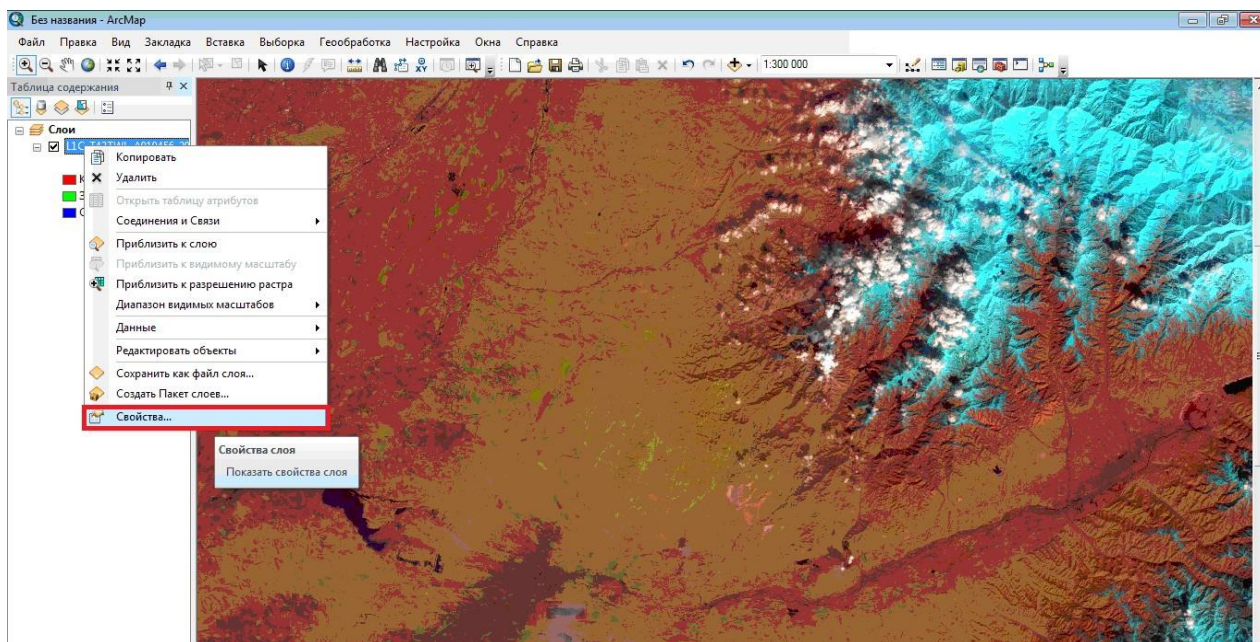 Без названия - ArcMap
Файл Правка Вид Закладка Вставка Выборка Геообработка Настройка Окна Справка
1:300 000
Таблица содержания
Слои
Копировать
Удалить
Открыть таблицу атрибутов
Соединения и Связи
Приблизить к слою
Приблизить к видимому масштабу
Приблизить к разрешению растра
Диапазон видимых масштабов
Данные
Редактировать объекты
Сохранить как файл слоя...
Создать Пакет слоев...
Свойства...
Свойства слоя
Показать свойства слоя